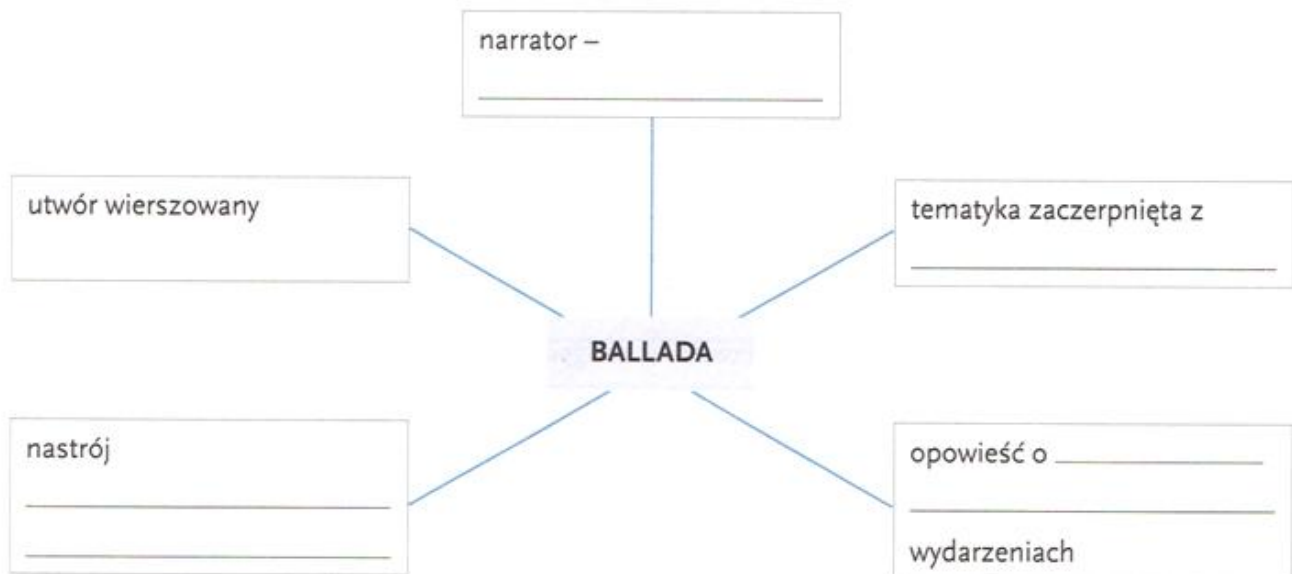 narrator –
utwór wierszowany
tematyka zaczerpnięta z
BALLADA
nastrój
opowieść o
wydarzeniach